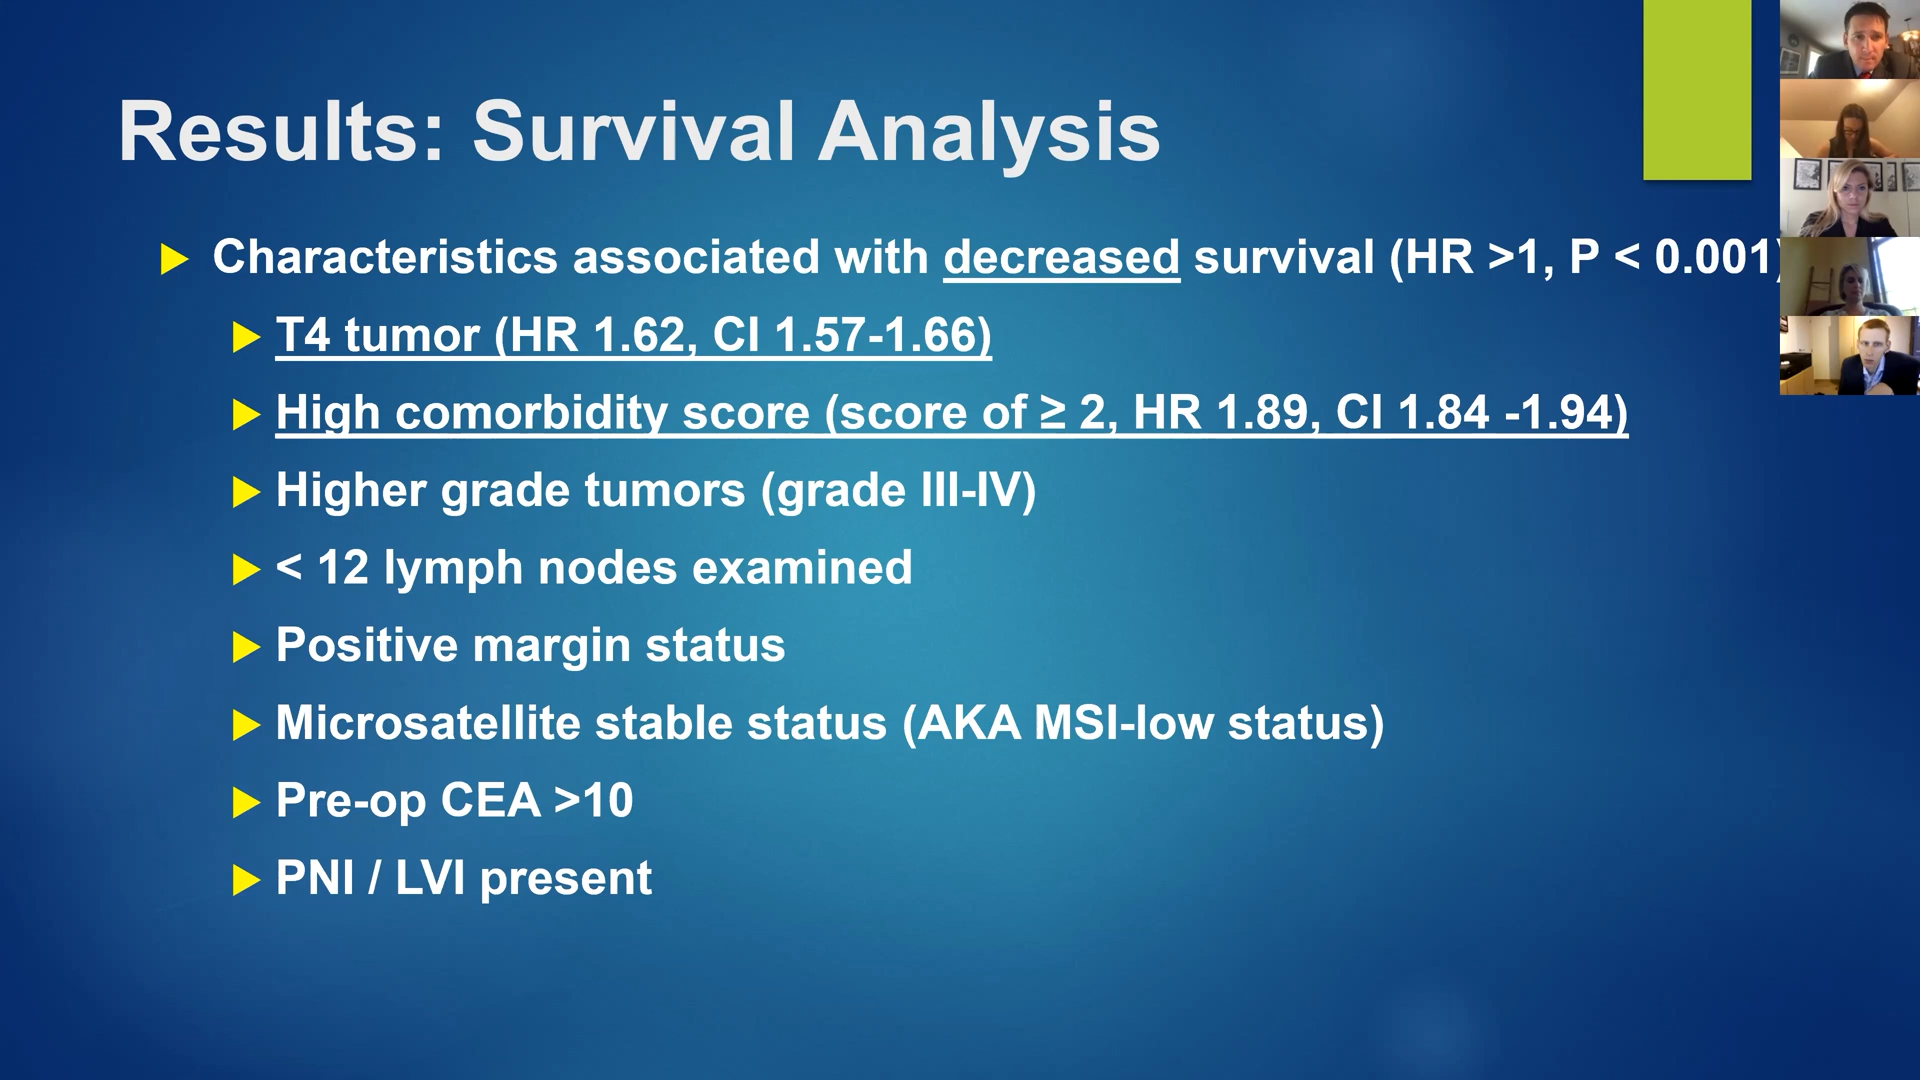 Results: Survival Analysis
Characteristics associated with decreased survival (HR >1, P < 0.001)
T4 tumor (HR 1.62, CI 1.57-1.66)
High comorbidity score (score of ≥ 2, HR 1.89, CI 1.84 -1.94)
Higher grade tumors (grade III-IV)
< 12 lymph nodes examined
Positive margin status
Microsatellite stable status (AKA MSI-low status)
Pre-op CEA >10
PNI / LVI present